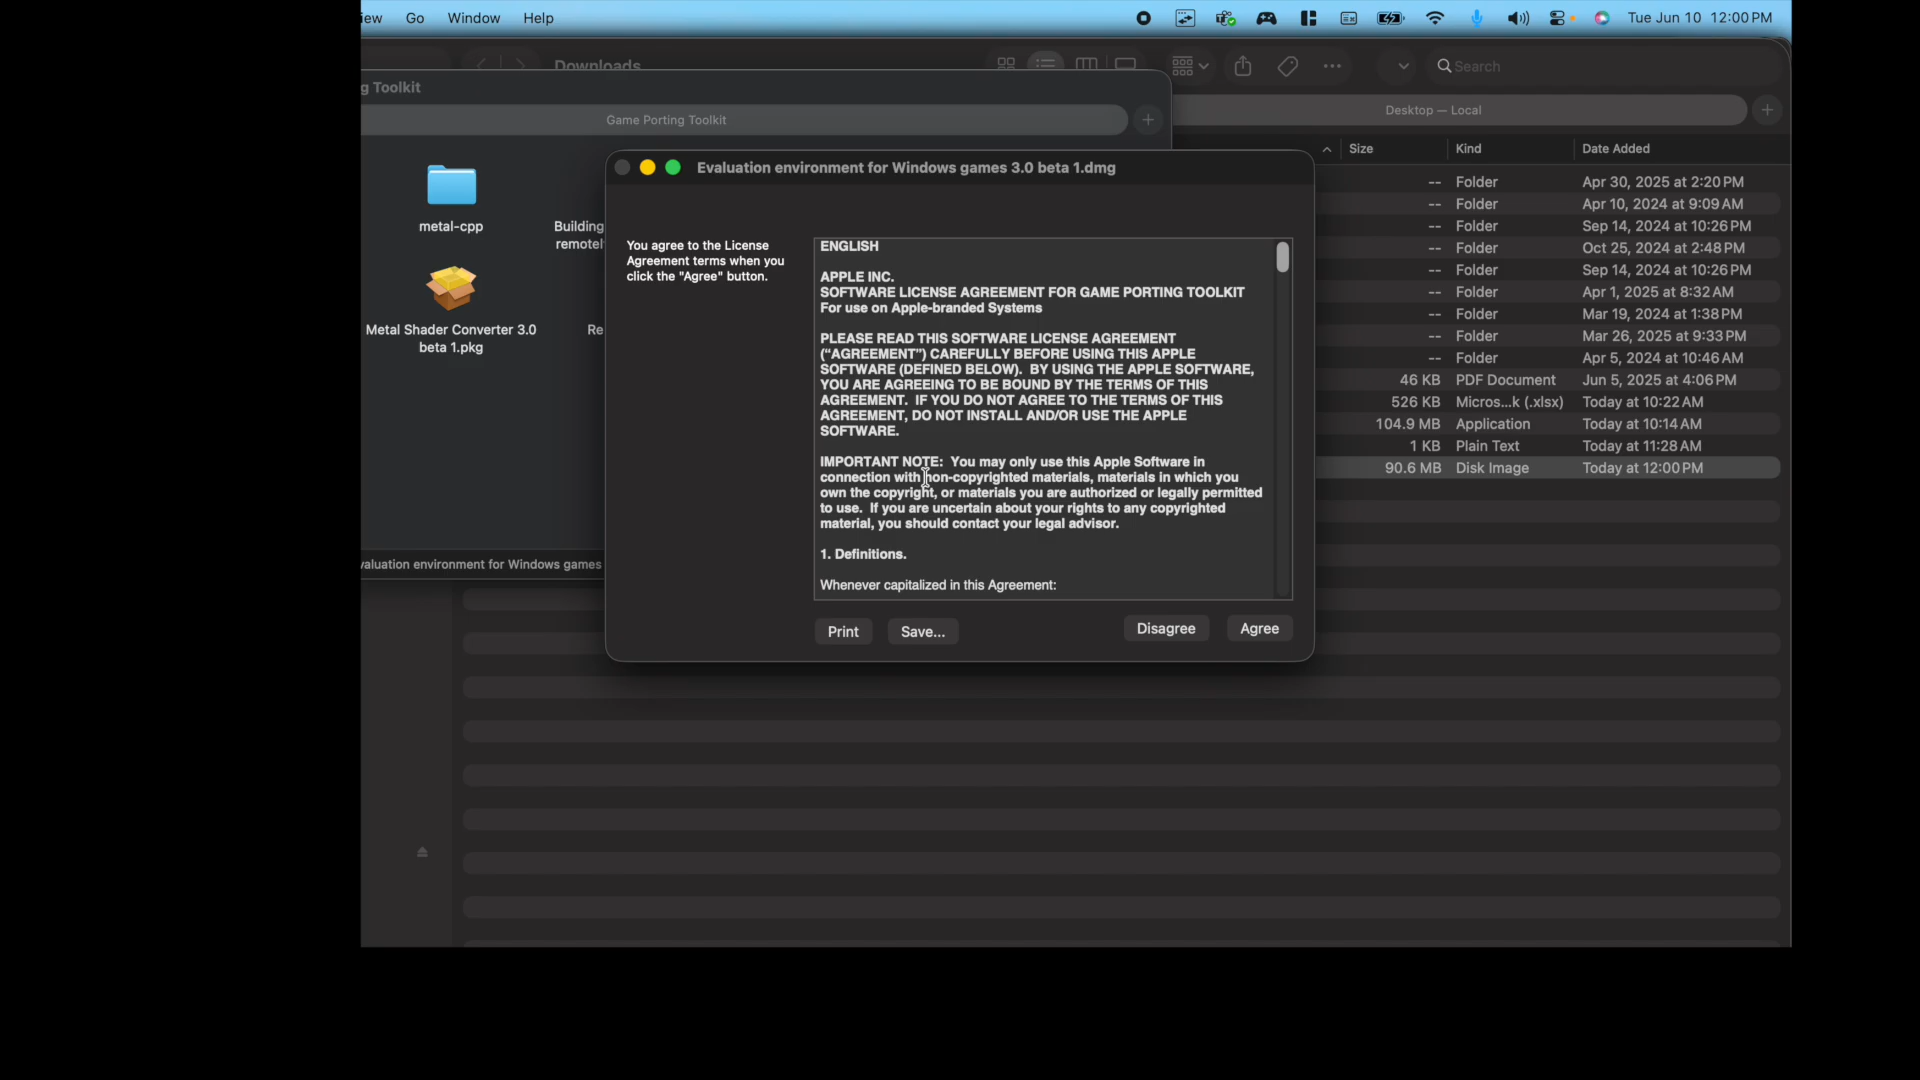 iew Go Window Help
Tue Jun 10 12:00 PM
Downloads
Search
g Toolkit
Game Porting Toolkit
Desktop — Local
metal-cpp
Building
remotel
Metal Shader Converter 3.0
beta 1.pkg
Re
valuation environment for Windows games
Evaluation environment for Windows games 3.0 beta 1.dmg
You agree to the License
Agreement terms when you
click the "Agree" button.
ENGLISH
APPLE INC.
SOFTWARE LICENSE AGREEMENT FOR GAME PORTING TOOLKIT
For use on Apple-branded Systems
PLEASE READ THIS SOFTWARE LICENSE AGREEMENT
(“AGREEMENT”) CAREFULLY BEFORE USING THIS APPLE
SOFTWARE (DEFINED BELOW). BY USING THE APPLE SOFTWARE,
YOU ARE AGREEING TO BE BOUND BY THE TERMS OF THIS
AGREEMENT. IF YOU DO NOT AGREE TO THE TERMS OF THIS
AGREEMENT, DO NOT INSTALL AND/OR USE THE APPLE
SOFTWARE.
IMPORTANT NOTE: You may only use this Apple Software in
connection with non-copyrighted materials, materials in which you
own the copyright, or materials you are authorized or legally permitted
to use. If you are uncertain about your rights to any copyrighted
material, you should contact your legal advisor.
1. Definitions.
Whenever capitalized in this Agreement:
Print
Save...
Disagree
Agree
Size Kind Date Added
-- Folder Apr 30, 2025 at 2:20 PM
-- Folder Apr 10, 2024 at 9:09 AM
-- Folder Sep 14, 2024 at 10:26 PM
-- Folder Oct 25, 2024 at 2:48 PM
-- Folder Sep 14, 2024 at 10:26 PM
-- Folder Apr 1, 2025 at 8:32 AM
-- Folder Mar 19, 2024 at 1:38 PM
-- Folder Mar 26, 2025 at 9:33 PM
-- Folder Apr 5, 2024 at 10:46 AM
46 KB PDF Document Jun 5, 2025 at 4:06 PM
526 KB Micros...k (.xlsx) Today at 10:22 AM
104.9 MB Application Today at 10:14 AM
1 KB Plain Text Today at 11:28 AM
90.6 MB Disk Image Today at 12:00 PM